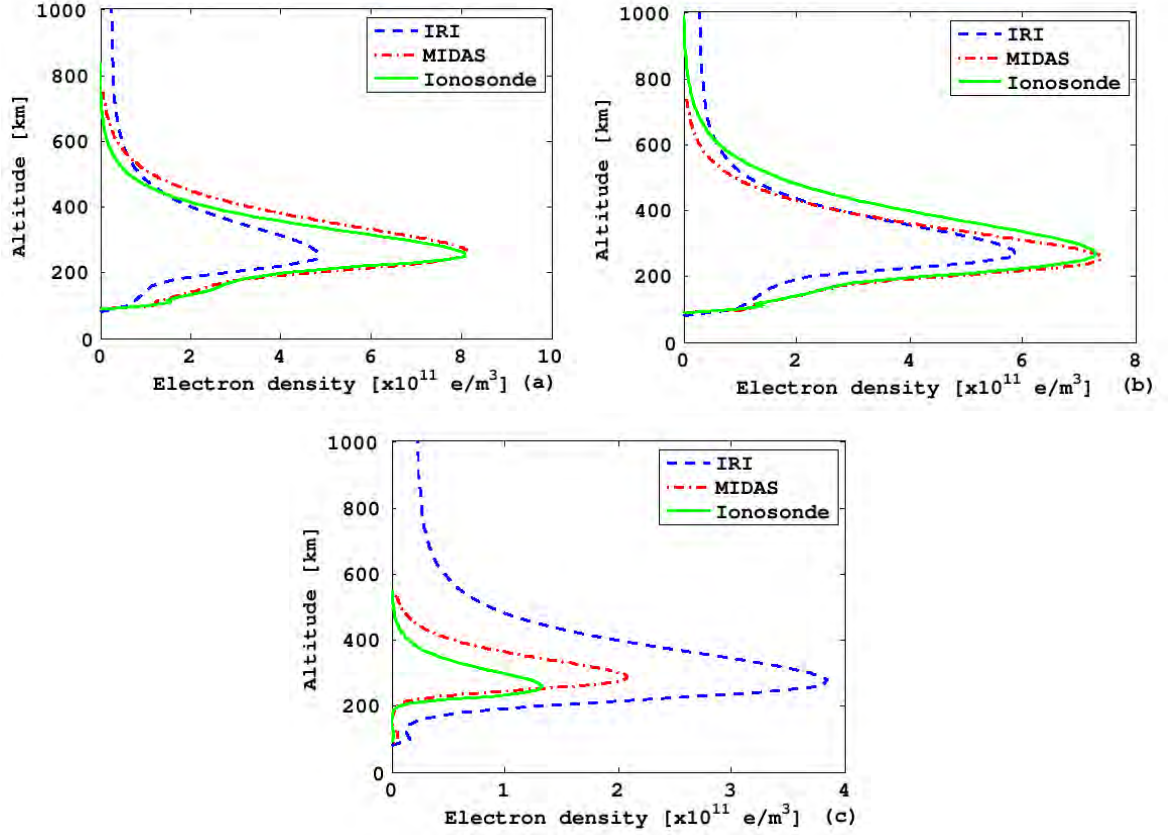 1000
800
600
400
200
0
Altitude [km]
IRI
MIDAS
Ionosonde
0 2 4 6 8 10
Electron density [x10¹¹ e/m³] (a)
1000
800
600
400
200
0
Altitude [km]
IRI
MIDAS
Ionosonde
0 2 4 6 8
Electron density [x10¹¹ e/m³] (b)
1000
800
600
400
200
0
Altitude [km]
IRI
MIDAS
Ionosonde
0 1 2 3 4
Electron density [x10¹¹ e/m³] (c)